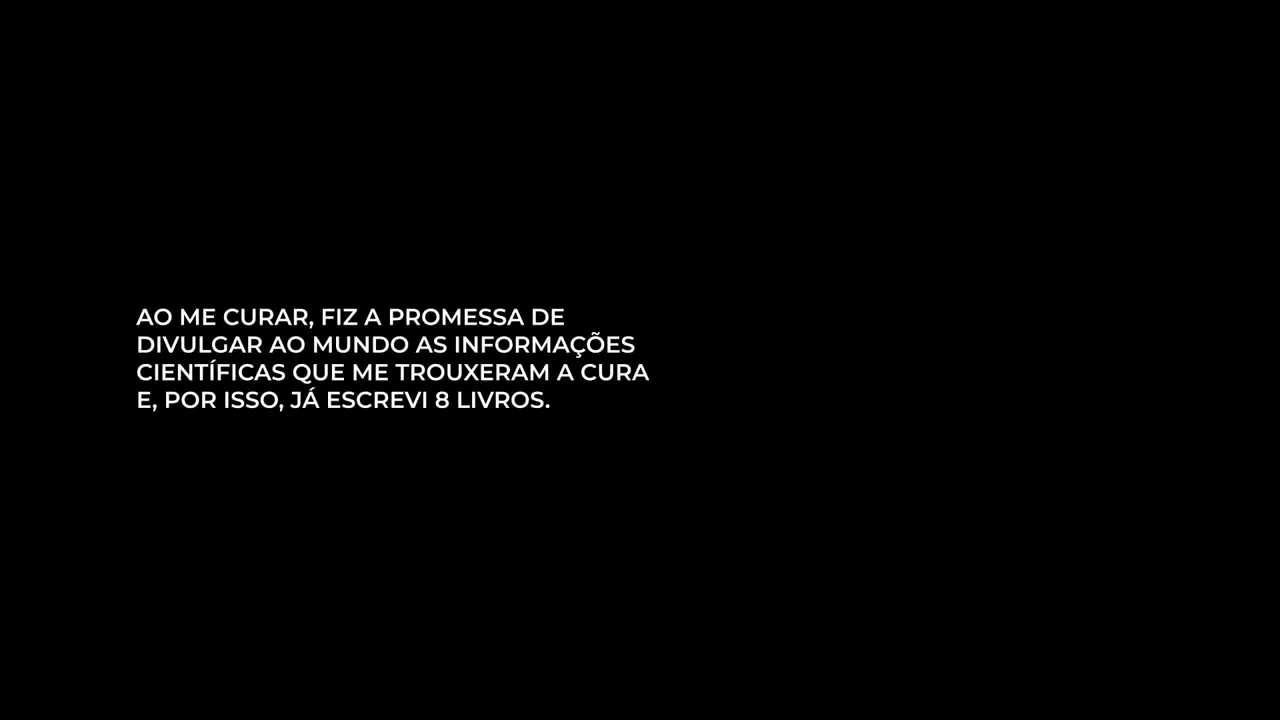 AO ME CURAR, FIZ A PROMESSA DE
DIVULGAR AO MUNDO AS INFORMAÇÕES
CIENTÍFICAS QUE ME TROUXERAM A CURA
E, POR ISSO, JÁ ESCREVI 8 LIVROS.